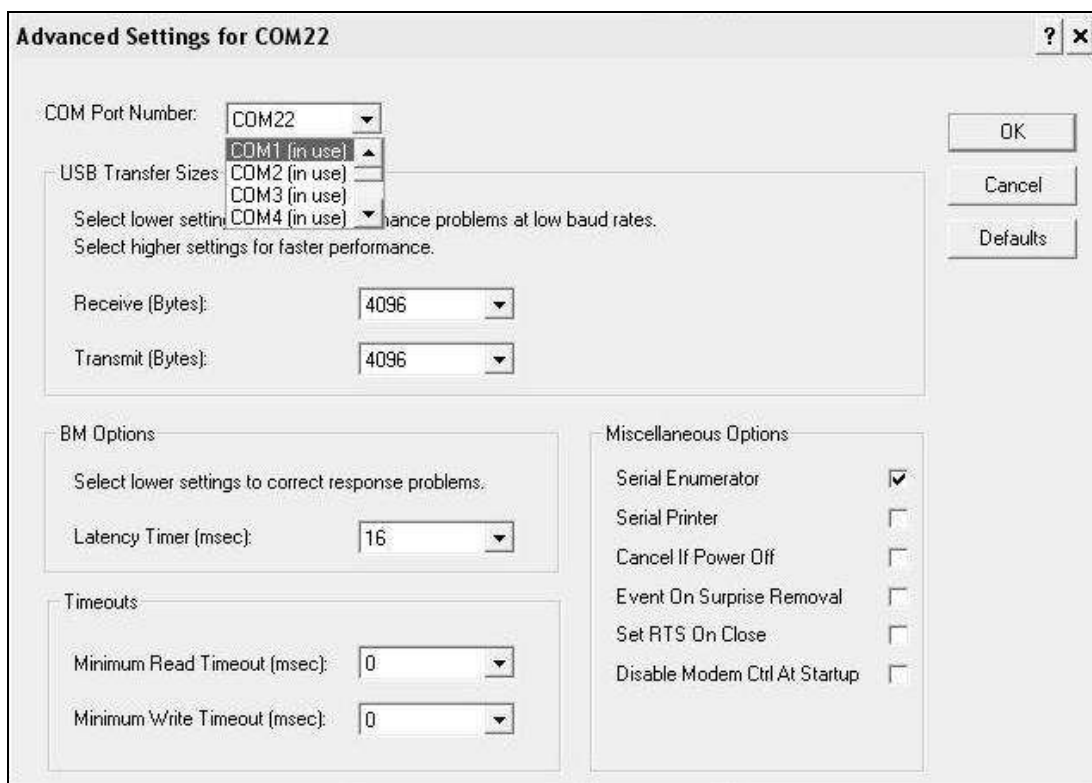 Advanced Settings for COM22
? ×
COM Port Number:
COM22
COM1 (in use)
COM2 (in use)
COM3 (in use)
COM4 (in use)
OK
Cancel
Defaults
USB Transfer Sizes
Select lower settin mance problems at low baud rates.
Select higher settings for faster performance.
Receive (Bytes): 4096
Transmit (Bytes): 4096
BM Options
Select lower settings to correct response problems.
Latency Timer (msec): 16
Timeouts
Minimum Read Timeout (msec): 0
Minimum Write Timeout (msec): 0
Miscellaneous Options
Serial Enumerator
Serial Printer
Cancel If Power Off
Event On Surprise Removal
Set RTS On Close
Disable Modem Ctrl At Startup